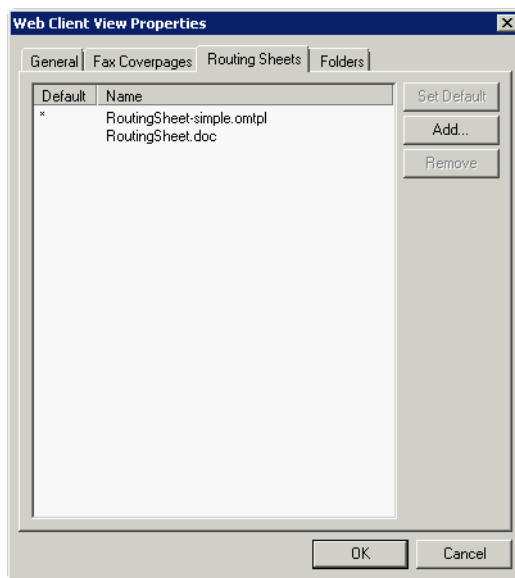 Web Client View Properties
General Fax Coverpages Routing Sheets Folders
Default Name
* RoutingSheet-simple.omtpl
RoutingSheet.doc
Set Default
Add...
Remove
OK Cancel